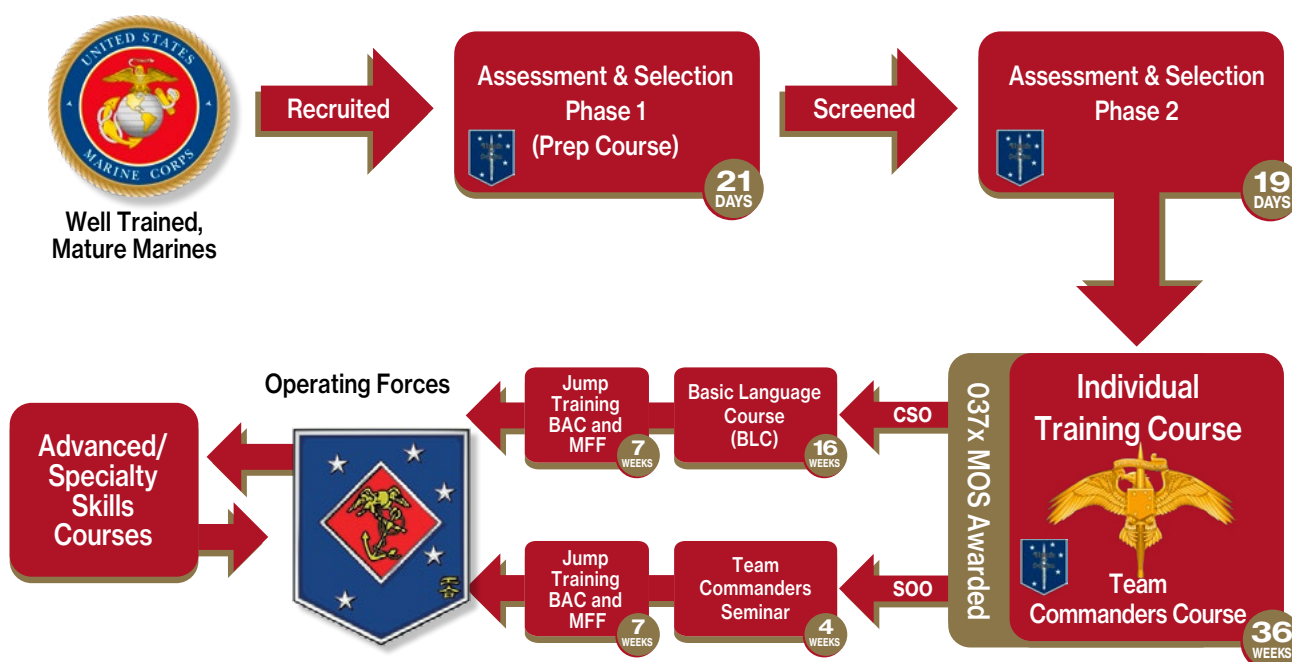 UNITED STATES
MARINE CORPS
Well Trained,
Mature Marines
Recruited
Assessment & Selection
Phase 1
(Prep Course)
21
DAYS
Screened
Assessment & Selection
Phase 2
19
DAYS
Operating Forces
Advanced/
Specialty
Skills
Courses
Jump
Training
BAC and
MFF
7
WEEKS
Basic Language
Course
(BLC)
16
WEEKS
CSO
Jump
Training
BAC and
MFF
7
WEEKS
Team
Commanders
Seminar
4
WEEKS
SOO
037x MOS Awarded
Individual
Training Course
Team
Commanders Course
36
WEEKS